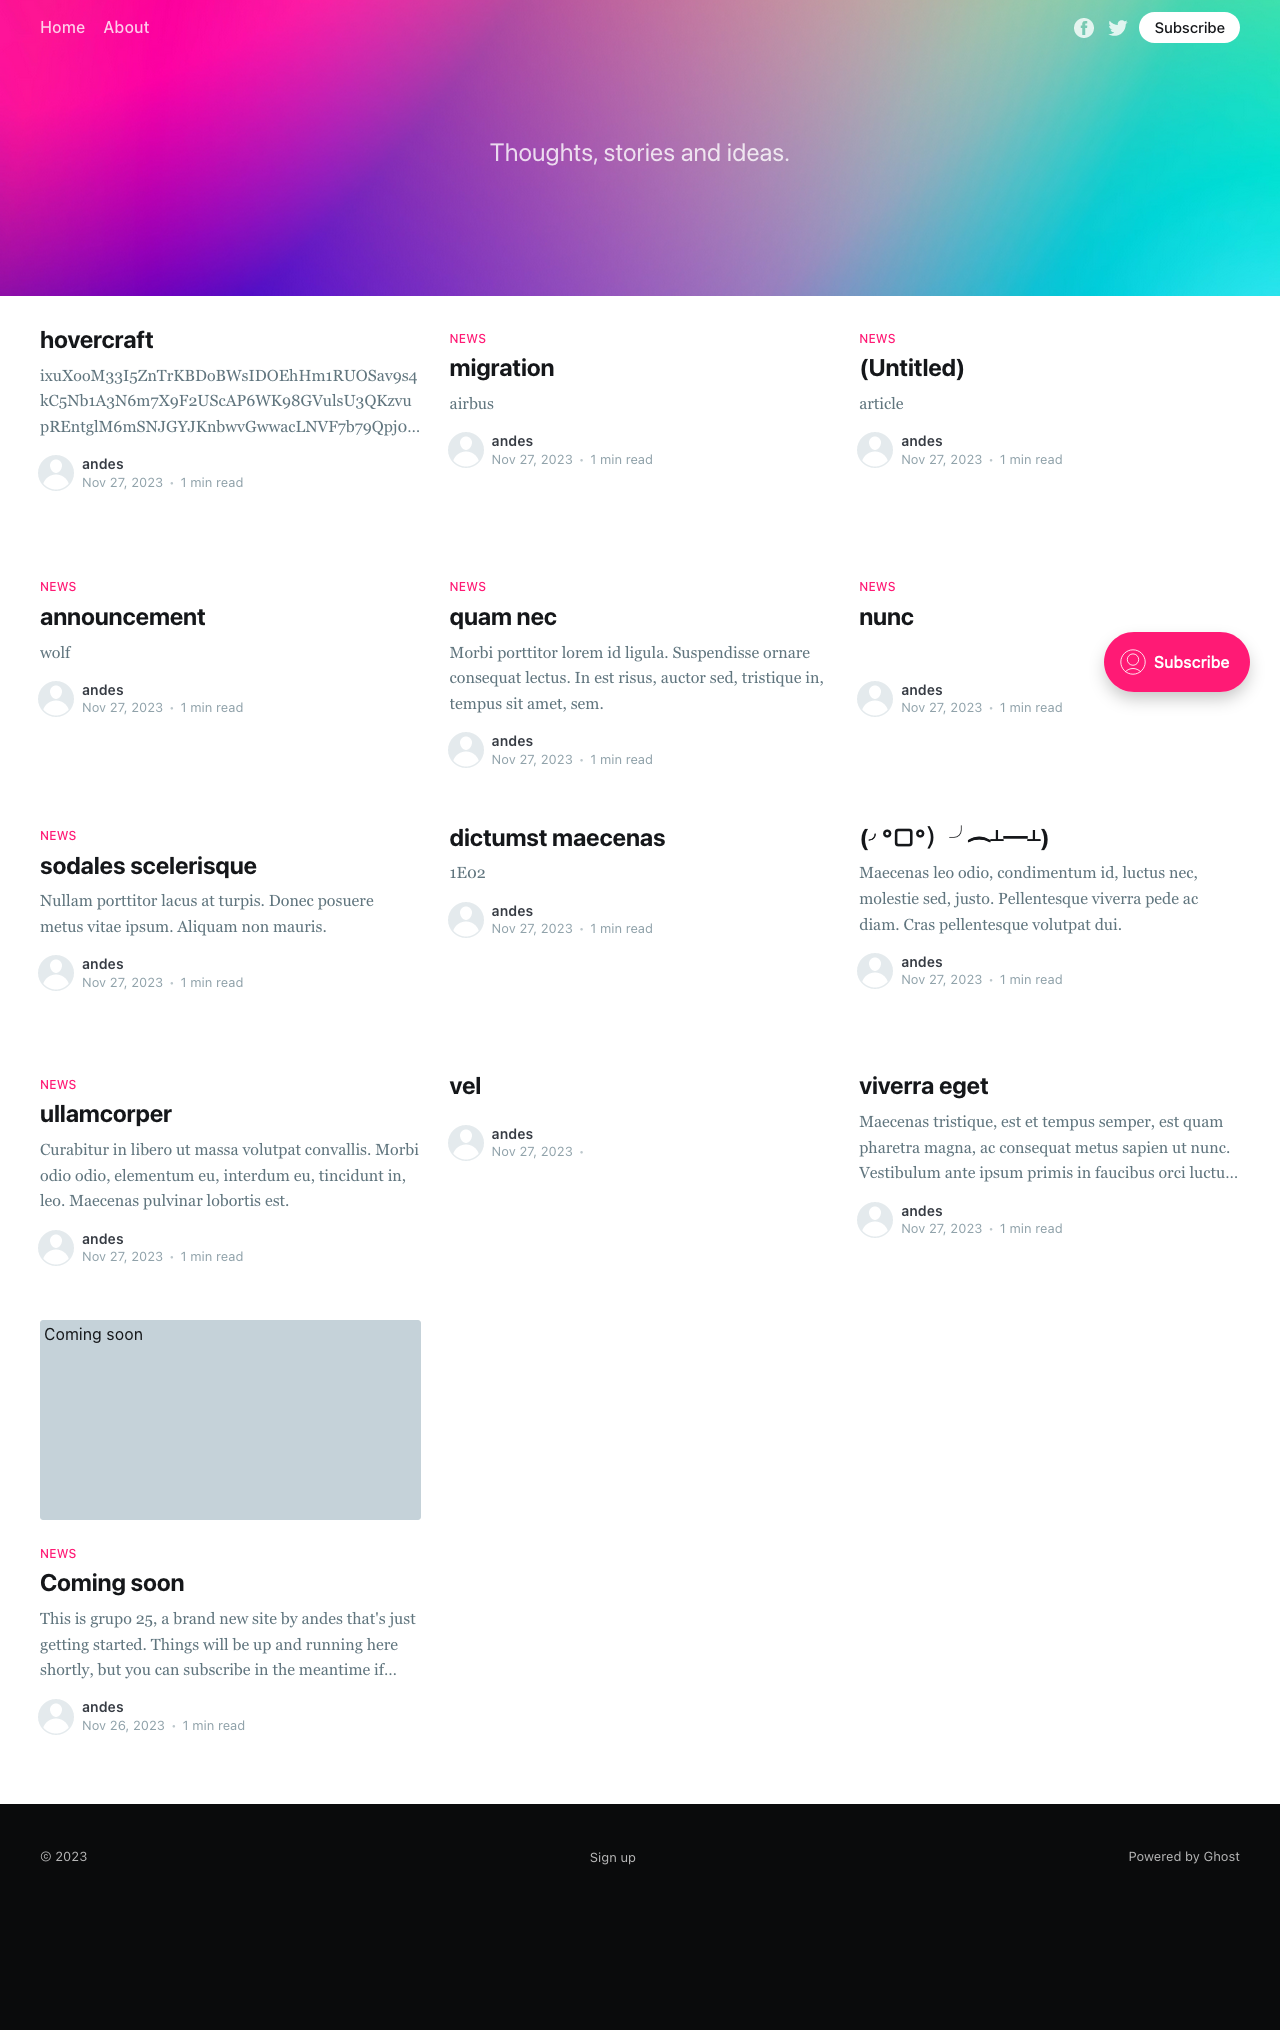 Home About
Subscribe
Thoughts, stories and ideas.
hovercraft
ixuXooM33I5ZnTrKBDoBWsIDOEhHm1RUOSav9s4
kC5Nb1A3N6m7X9F2UScAP6WK98GVulsU3QKzvu
pREntglM6mSNJGYJKnbwvGwwacLNVF7b79Qpj0…
andes
Nov 27, 2023 • 1 min read
NEWS
migration
airbus
andes
Nov 27, 2023 • 1 min read
NEWS
(Untitled)
article
andes
Nov 27, 2023 • 1 min read
NEWS
announcement
wolf
andes
Nov 27, 2023 • 1 min read
NEWS
quam nec
Morbi porttitor lorem id ligula. Suspendisse ornare
consequat lectus. In est risus, auctor sed, tristique in,
tempus sit amet, sem.
andes
Nov 27, 2023 • 1 min read
NEWS
nunc
andes
Nov 27, 2023 • 1 min read
Subscribe
NEWS
sodales scelerisque
Nullam porttitor lacus at turpis. Donec posuere
metus vitae ipsum. Aliquam non mauris.
andes
Nov 27, 2023 • 1 min read
dictumst maecenas
1E02
andes
Nov 27, 2023 • 1 min read
(╯°□°）╯︵┻━┻)
Maecenas leo odio, condimentum id, luctus nec,
molestie sed, justo. Pellentesque viverra pede ac
diam. Cras pellentesque volutpat dui.
andes
Nov 27, 2023 • 1 min read
NEWS
ullamcorper
Curabitur in libero ut massa volutpat convallis. Morbi
odio odio, elementum eu, interdum eu, tincidunt in,
leo. Maecenas pulvinar lobortis est.
andes
Nov 27, 2023 • 1 min read
vel
andes
Nov 27, 2023 •
viverra eget
Maecenas tristique, est et tempus semper, est quam
pharetra magna, ac consequat metus sapien ut nunc.
Vestibulum ante ipsum primis in faucibus orci luctu…
andes
Nov 27, 2023 • 1 min read
Coming soon
NEWS
Coming soon
This is grupo 25, a brand new site by andes that's just
getting started. Things will be up and running here
shortly, but you can subscribe in the meantime if…
andes
Nov 26, 2023 • 1 min read
© 2023
Sign up
Powered by Ghost